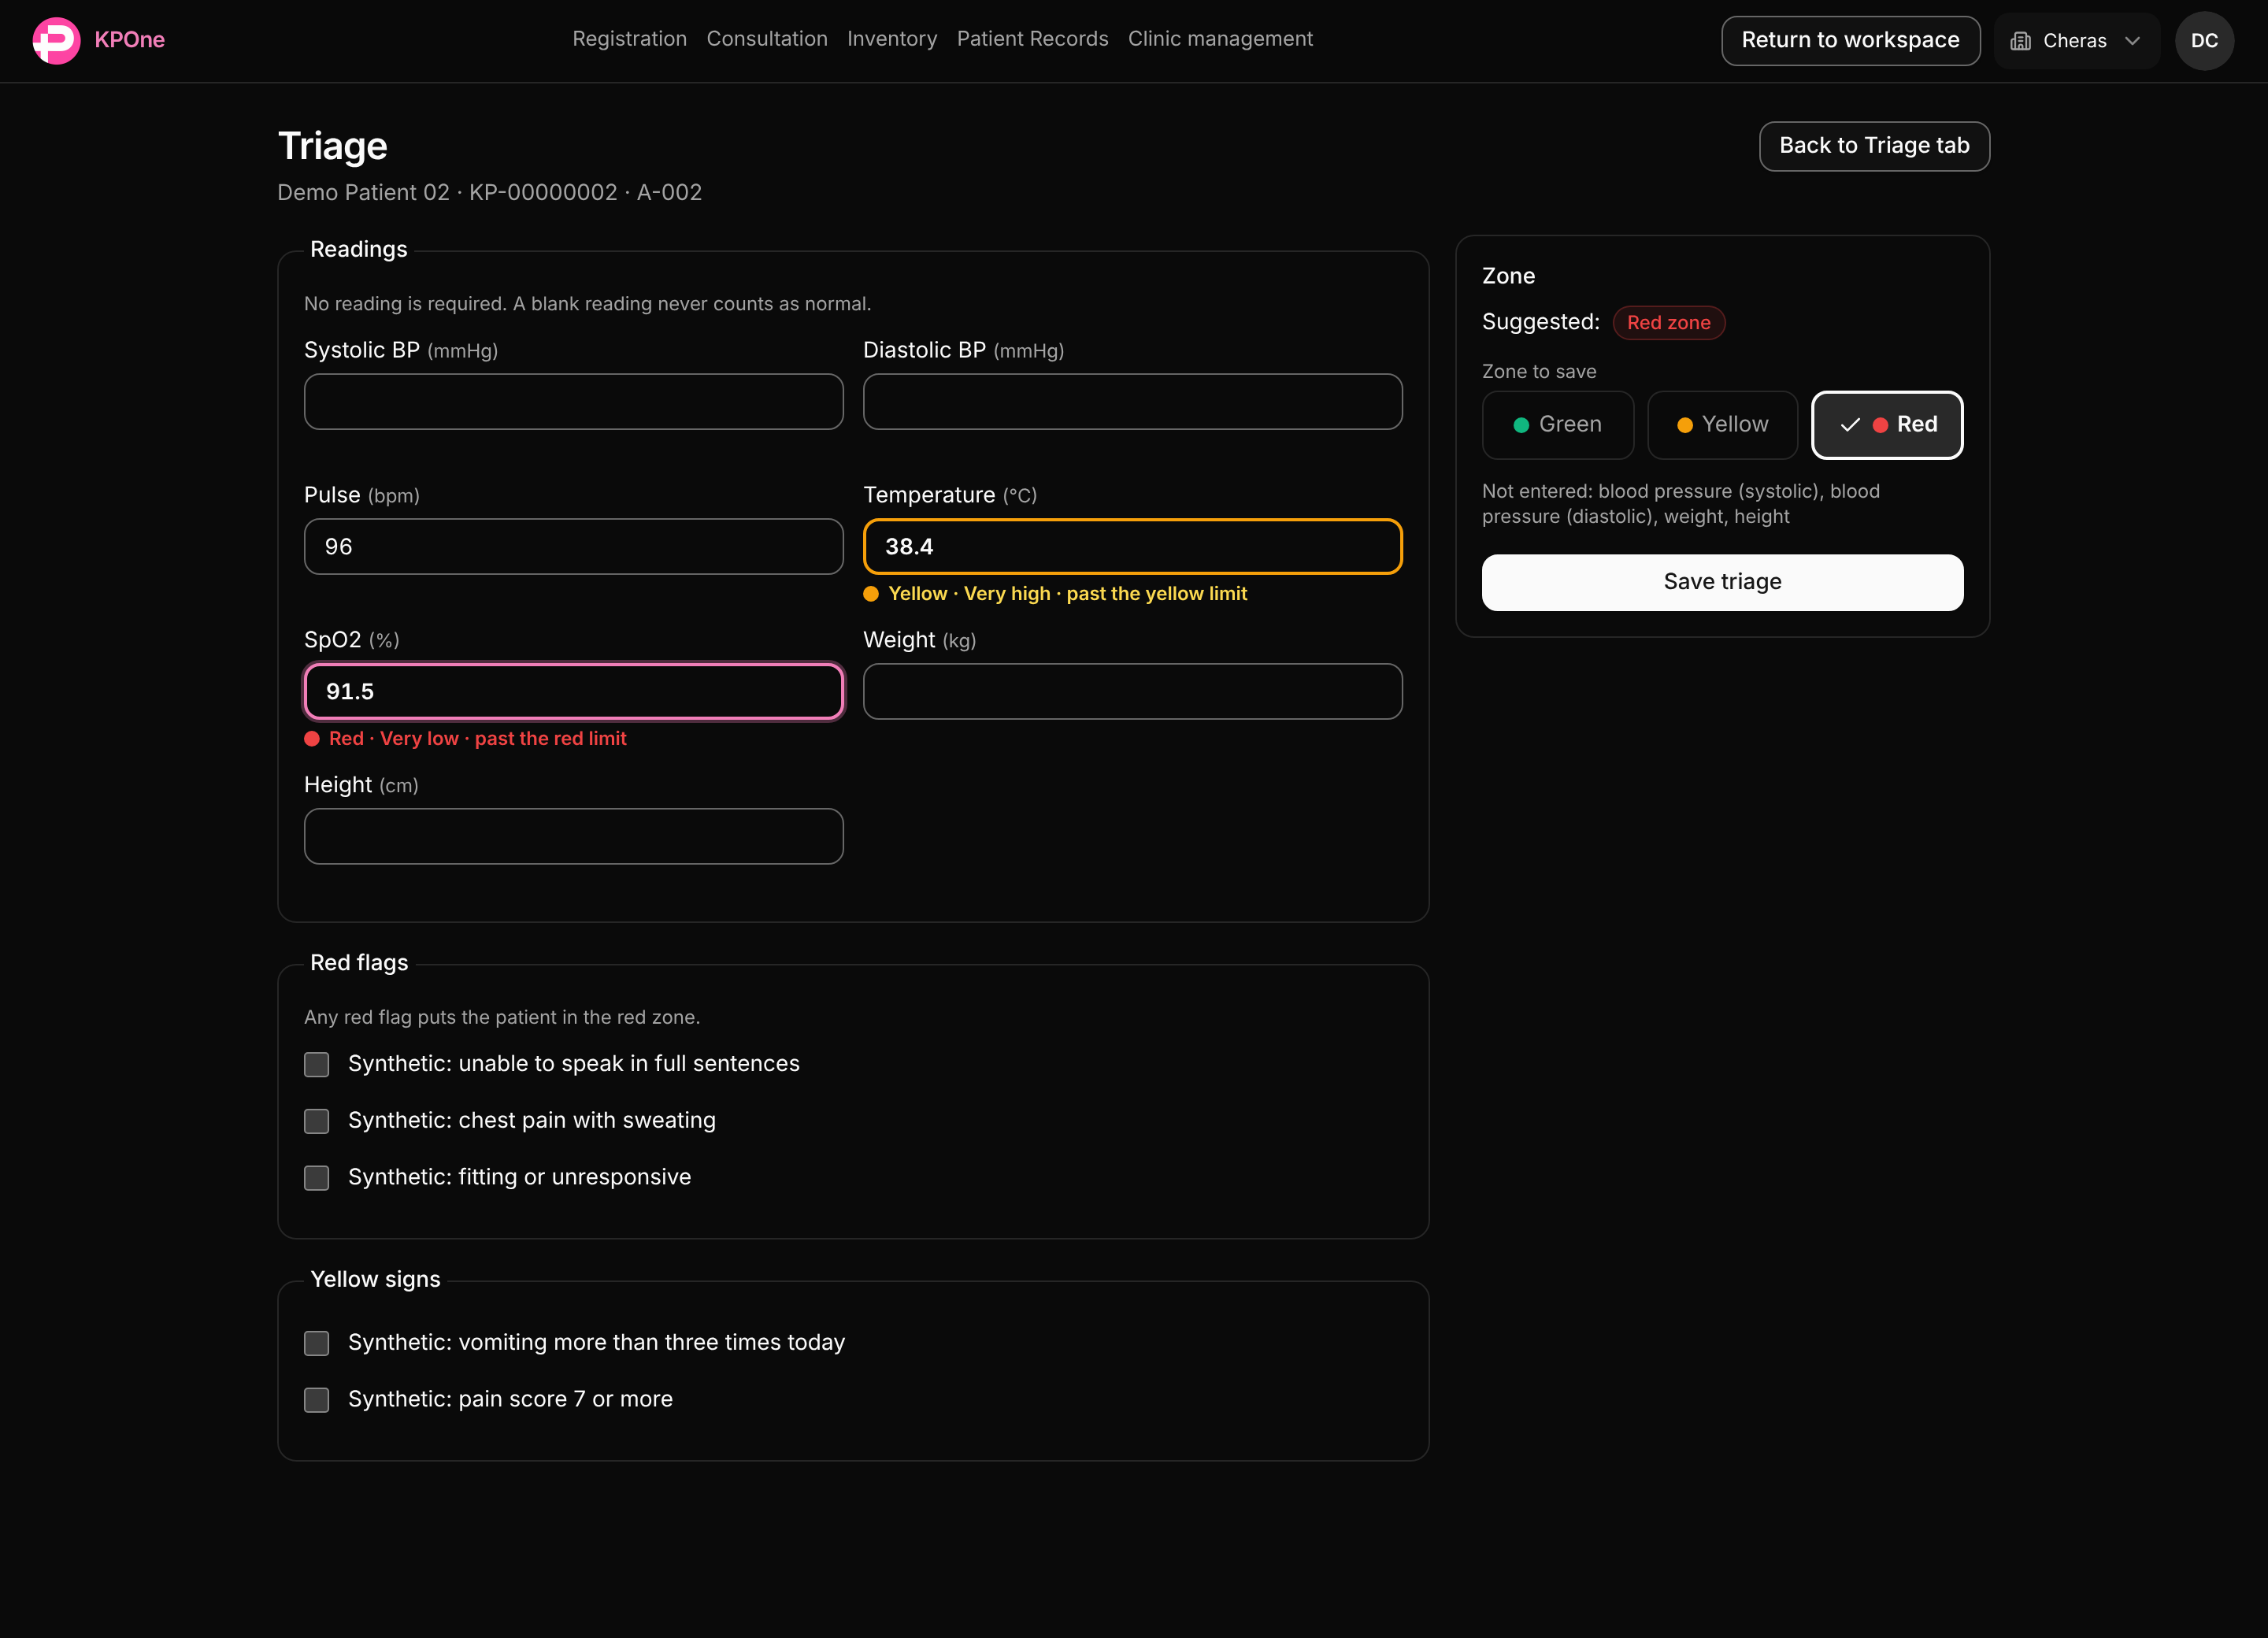 KPOne
Registration Consultation Inventory Patient Records Clinic management
Return to workspace
Cheras
DC
Triage
Demo Patient 02 · KP-00000002 · A-002
Back to Triage tab
Readings
No reading is required. A blank reading never counts as normal.
Systolic BP (mmHg)
Diastolic BP (mmHg)
Pulse (bpm)
96
Temperature (°C)
38.4
Yellow · Very high · past the yellow limit
SpO2 (%)
91.5
Red · Very low · past the red limit
Weight (kg)
Height (cm)
Zone
Suggested: Red zone
Zone to save
Green
Yellow
Red
Not entered: blood pressure (systolic), blood
pressure (diastolic), weight, height
Save triage
Red flags
Any red flag puts the patient in the red zone.
Synthetic: unable to speak in full sentences
Synthetic: chest pain with sweating
Synthetic: fitting or unresponsive
Yellow signs
Synthetic: vomiting more than three times today
Synthetic: pain score 7 or more